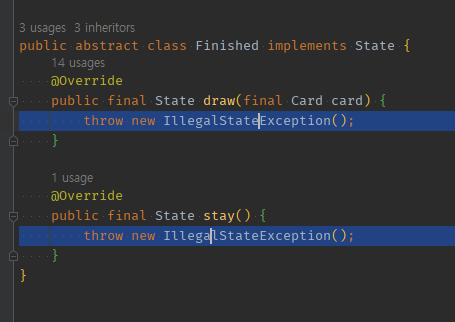 3 usages 3 inheritors
public abstract class Finished implements State {
14 usages
@Override
public final State draw(final Card card) {
throw new IllegalStateException();
}
1 usage
@Override
public final State stay() {
throw new IllegalStateException();
}
}